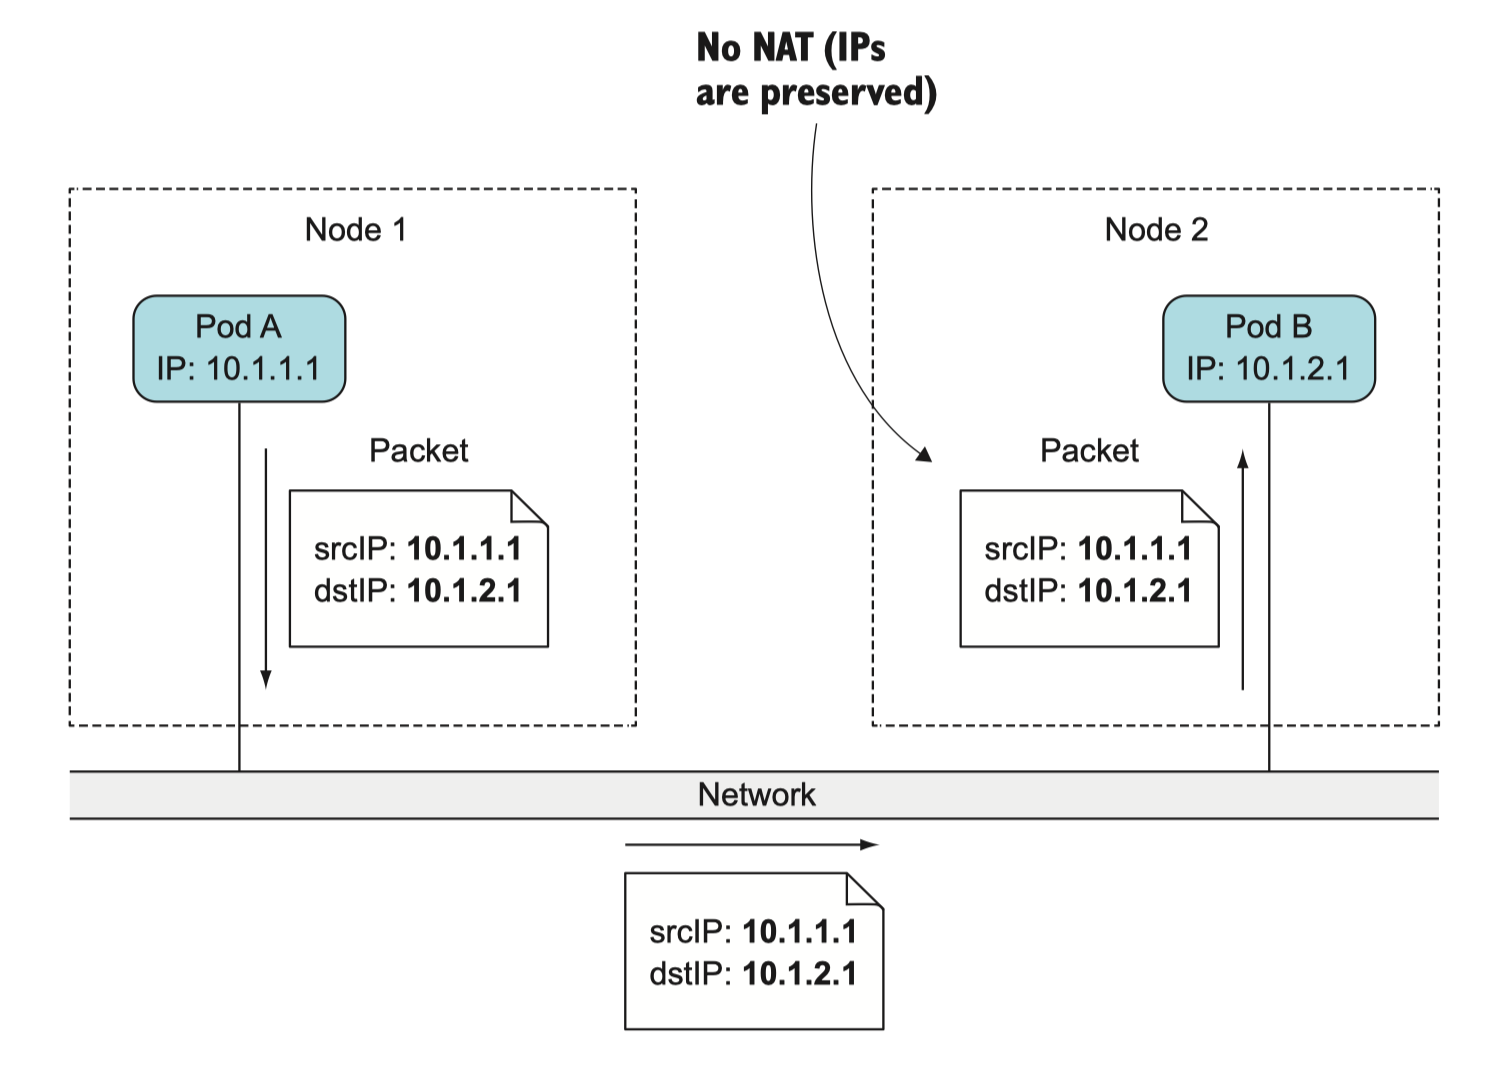 No NAT (IPs
are preserved)
Node 1
Pod A
IP: 10.1.1.1
Packet
srcIP: 10.1.1.1
dstIP: 10.1.2.1
Node 2
Pod B
IP: 10.1.2.1
Packet
srcIP: 10.1.1.1
dstIP: 10.1.2.1
Network
srcIP: 10.1.1.1
dstIP: 10.1.2.1